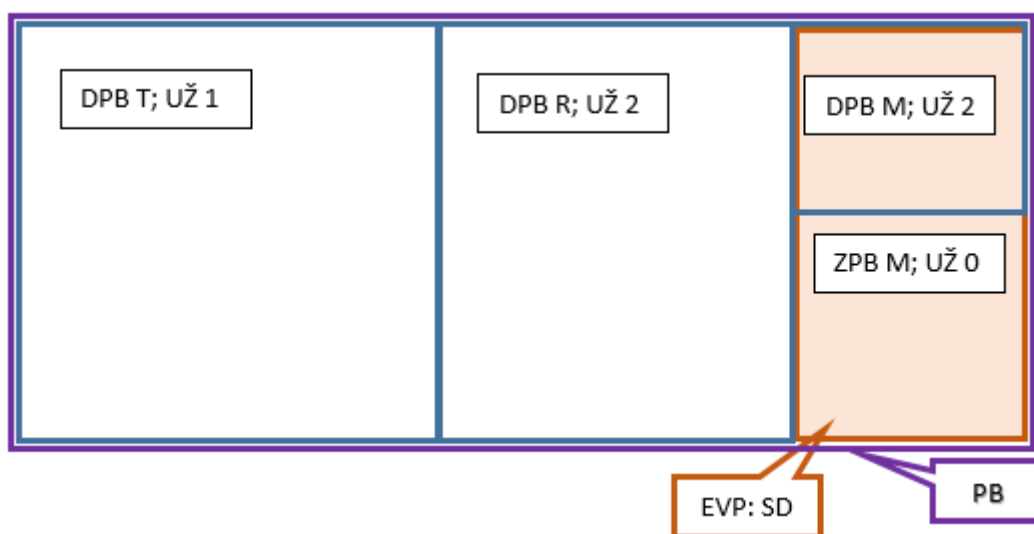 DPB T; UŽ 1
DPB R; UŽ 2
DPB M; UŽ 2
ZPB M; UŽ 0
EVP: SD
PB